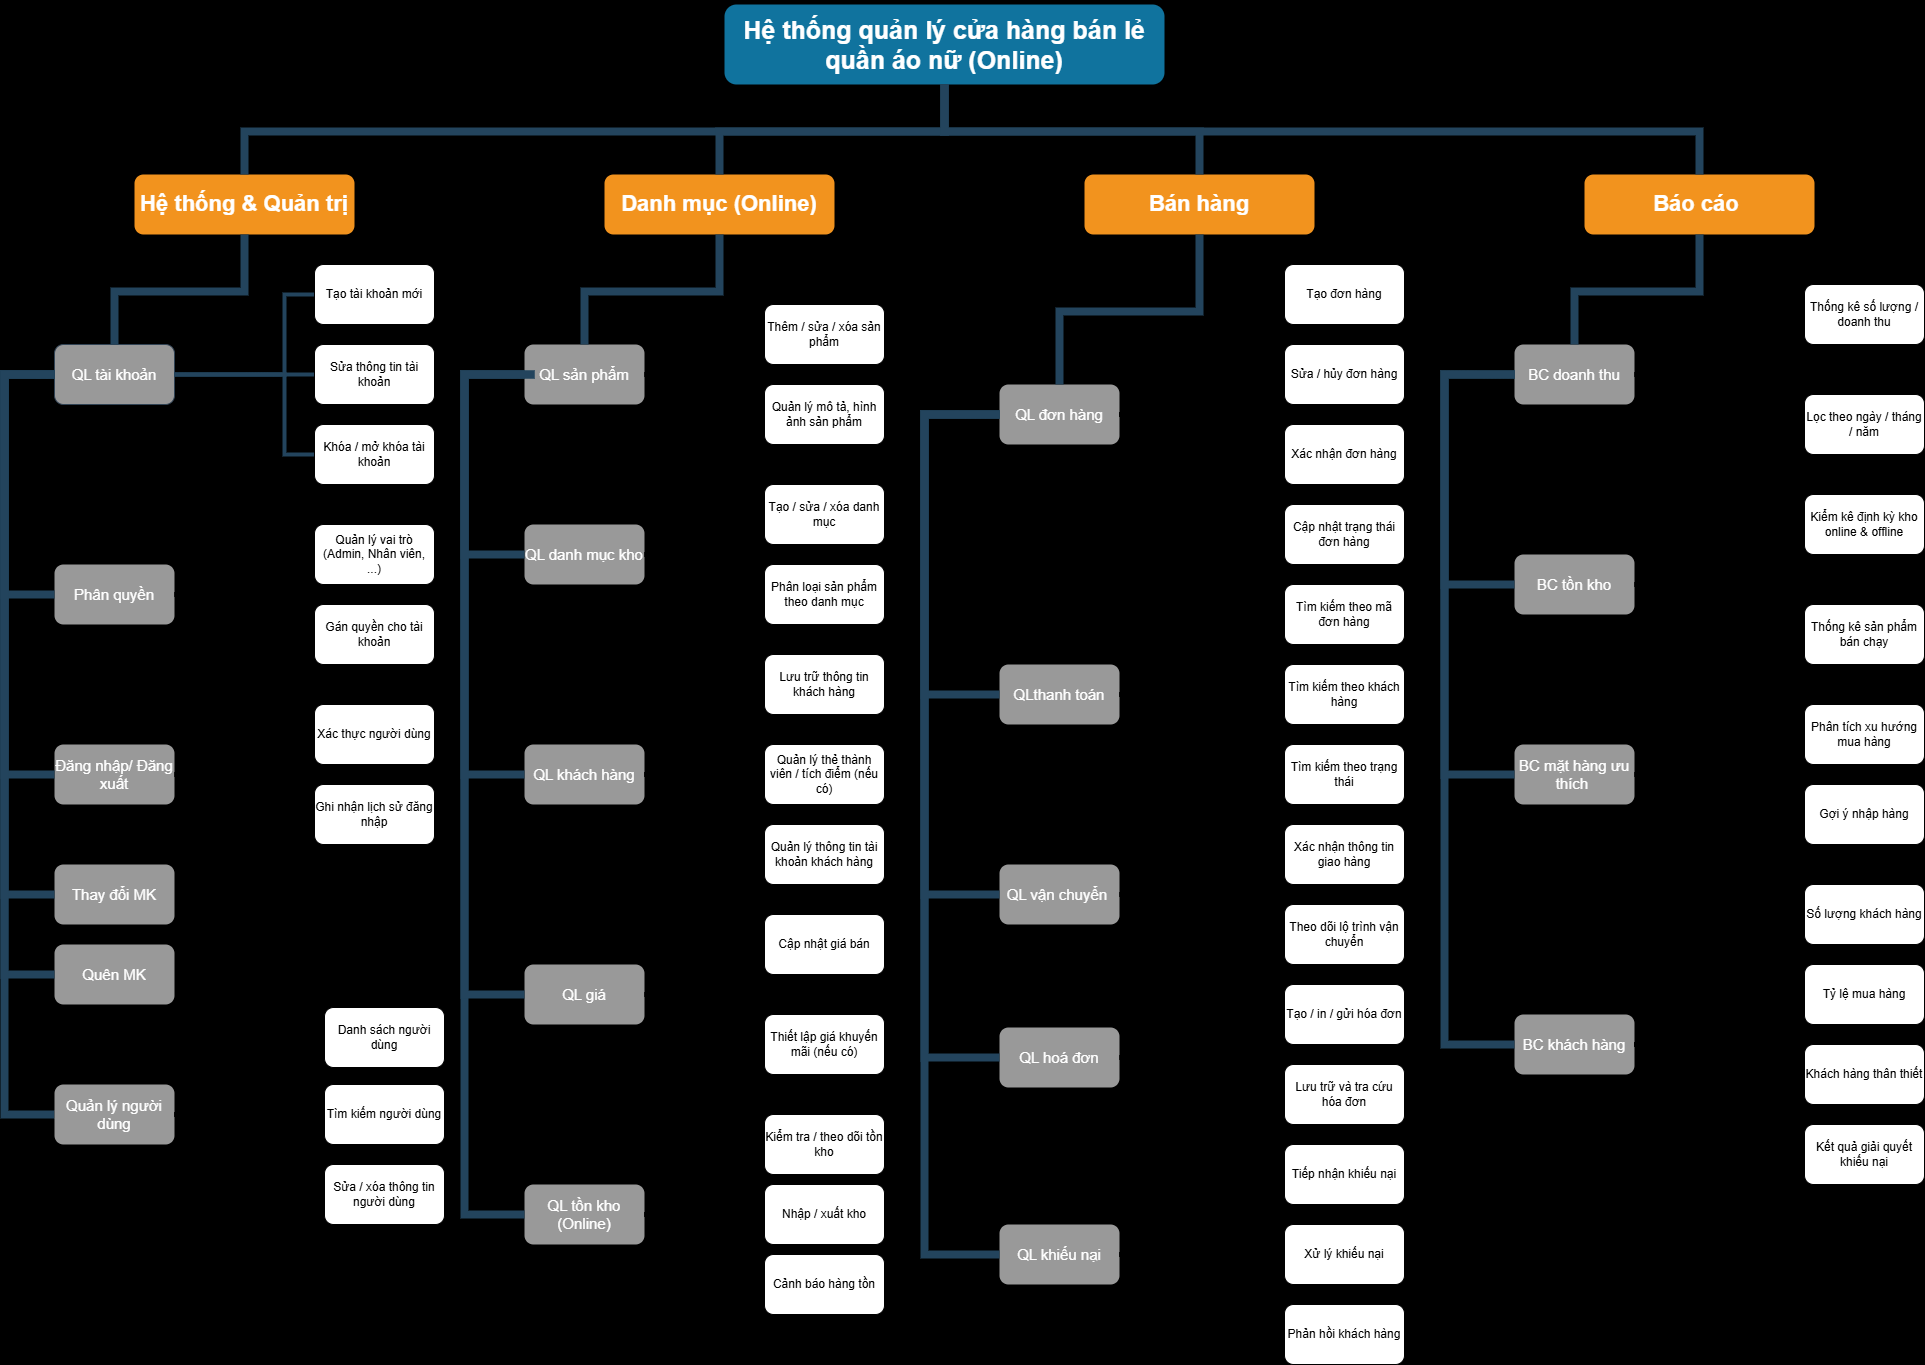 Hệ thống quản lý cửa hàng bán lẻ
quần áo nữ (Online)
Hệ thống & Quản trị
Danh mục (Online)
Bán hàng
Báo cáo
QL tài khoản
Tạo tài khoản mới
Sửa thông tin tài
khoản
Khóa / mở khóa tài
khoản
Phân quyền
Quản lý vai trò
(Admin, Nhân viên,
...)
Gán quyền cho tài
khoản
Đăng nhập/ Đăng
xuất
Xác thực người dùng
Ghi nhận lịch sử đăng
nhập
Thay đổi MK
Quên MK
Quản lý người
dùng
Danh sách người
dùng
Tìm kiếm người dùng
Sửa / xóa thông tin
người dùng
QL sản phẩm
Thêm / sửa / xóa sản
phẩm
Quản lý mô tả, hình
ảnh sản phẩm
QL danh mục kho
Tạo / sửa / xóa danh
mục
Phân loại sản phẩm
theo danh mục
QL khách hàng
Lưu trữ thông tin
khách hàng
Quản lý thẻ thành
viên / tích điểm (nếu
có)
Quản lý thông tin tài
khoản khách hàng
QL giá
Cập nhật giá bán
Thiết lập giá khuyến
mãi (nếu có)
QL tồn kho
(Online)
Kiểm tra / theo dõi tồn
kho
Nhập / xuất kho
Cảnh báo hàng tồn
QL đơn hàng
Tạo đơn hàng
Sửa / hủy đơn hàng
Xác nhận đơn hàng
Cập nhật trạng thái
đơn hàng
QLthanh toán
Tìm kiếm theo mã
đơn hàng
Tìm kiếm theo khách
hàng
Tìm kiếm theo trạng
thái
QL vận chuyển
Xác nhận thông tin
giao hàng
Theo dõi lộ trình vận
chuyển
QL hoá đơn
Tạo / in / gửi hóa đơn
Lưu trữ và tra cứu
hóa đơn
QL khiếu nại
Tiếp nhận khiếu nại
Xử lý khiếu nại
Phản hồi khách hàng
BC doanh thu
Thống kê số lượng /
doanh thu
Lọc theo ngày / tháng
/ năm
BC tồn kho
Kiểm kê định kỳ kho
online & offline
Thống kê sản phẩm
bán chạy
BC mặt hàng ưu
thích
Phân tích xu hướng
mua hàng
Gợi ý nhập hàng
BC khách hàng
Số lượng khách hàng
Tỷ lệ mua hàng
Khách hàng thân thiết
Kết quả giải quyết
khiếu nại